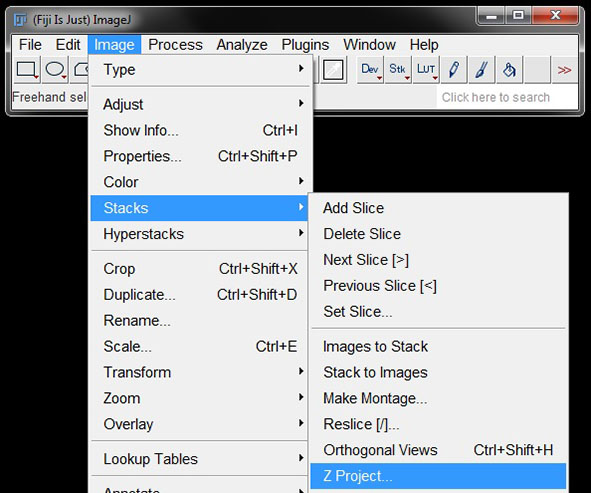 (Fiji Is Just) ImageJ
File Edit Image Process Analyze Plugins Window Help
Dev Stk LUT >>
Freehand sel
Click here to search
Type
Adjust
Show Info... Ctrl+I
Properties... Ctrl+Shift+P
Color
Stacks
Hyperstacks
Crop Ctrl+Shift+X
Duplicate... Ctrl+Shift+D
Rename...
Scale... Ctrl+E
Transform
Zoom
Overlay
Lookup Tables
Annotate
Add Slice
Delete Slice
Next Slice [>]
Previous Slice [<]
Set Slice...
Images to Stack
Stack to Images
Make Montage...
Reslice [/]...
Orthogonal Views Ctrl+Shift+H
Z Project...